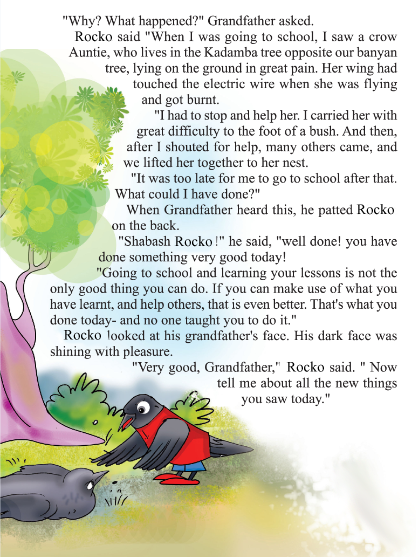 "Why? What happened?" Grandfather asked.
Rocko said "When I was going to school, I saw a crow
Auntie, who lives in the Kadamba tree opposite our banyan
tree, lying on the ground in great pain. Her wing had
touched the electric wire when she was flying
and got burnt.
"I had to stop and help her. I carried her with
great difficulty to the foot of a bush. And then,
after I shouted for help, many others came, and
we lifted her together to her nest.
"It was too late for me to go to school after that.
What could I have done?"
When Grandfather heard this, he patted Rocko
on the back.
"Shabash Rocko!" he said, "well done! you have
done something very good today!
"Going to school and learning your lessons is not the
only good thing you can do. If you can make use of what you
have learnt, and help others, that is even better. That's what you
done today- and no one taught you to do it."
Rocko looked at his grandfather's face. His dark face was
shining with pleasure.
"Very good, Grandfather," Rocko said. " Now
tell me about all the new things
you saw today."